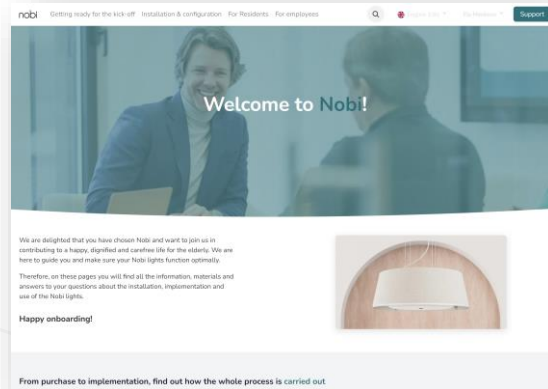 nobi Getting ready for the kick-off Installation & configuration For Residents For employees Support
Welcome to Nobi!
We are delighted that you have chosen Nobi and want to join us in
contributing to a happy, dignified and carefree life for the elderly. We are
here to guide you and make sure your Nobi lights function optimally.
Therefore, on these pages you will find all the information, materials and
answers to your questions about the installation, implementation and
use of the Nobi lights.
Happy onboarding!
From purchase to implementation, find out how the whole process is carried out